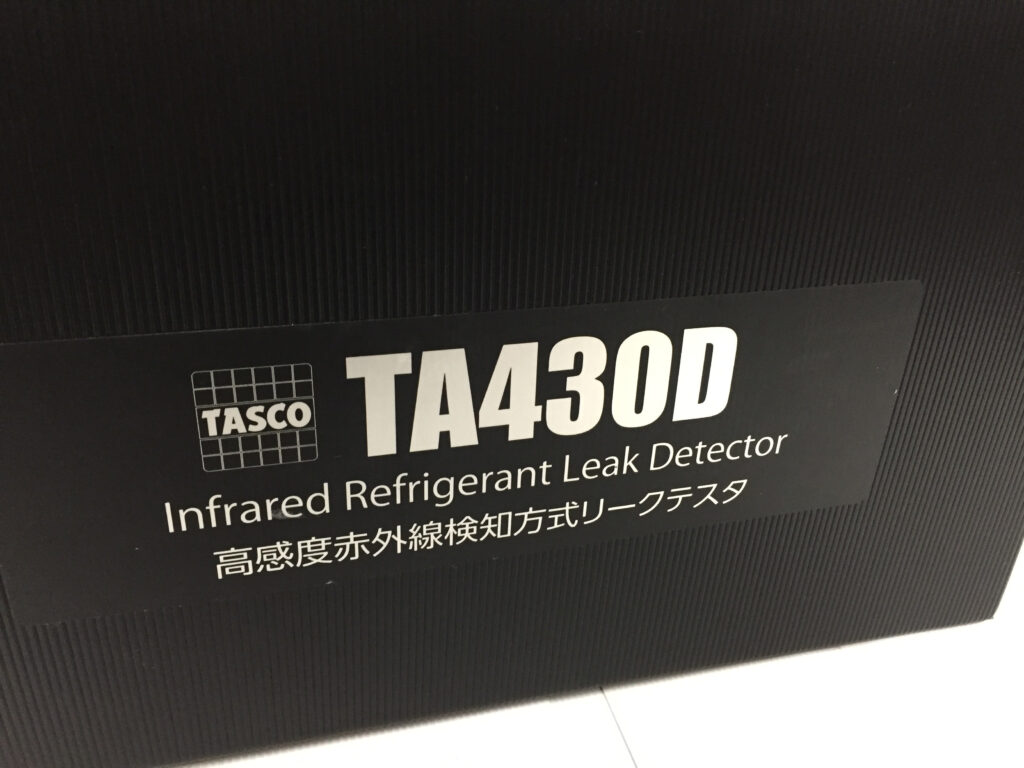 TASCO
TA430D
Infrared Refrigerant Leak Detector
高感度赤外線検知方式リークテスタ